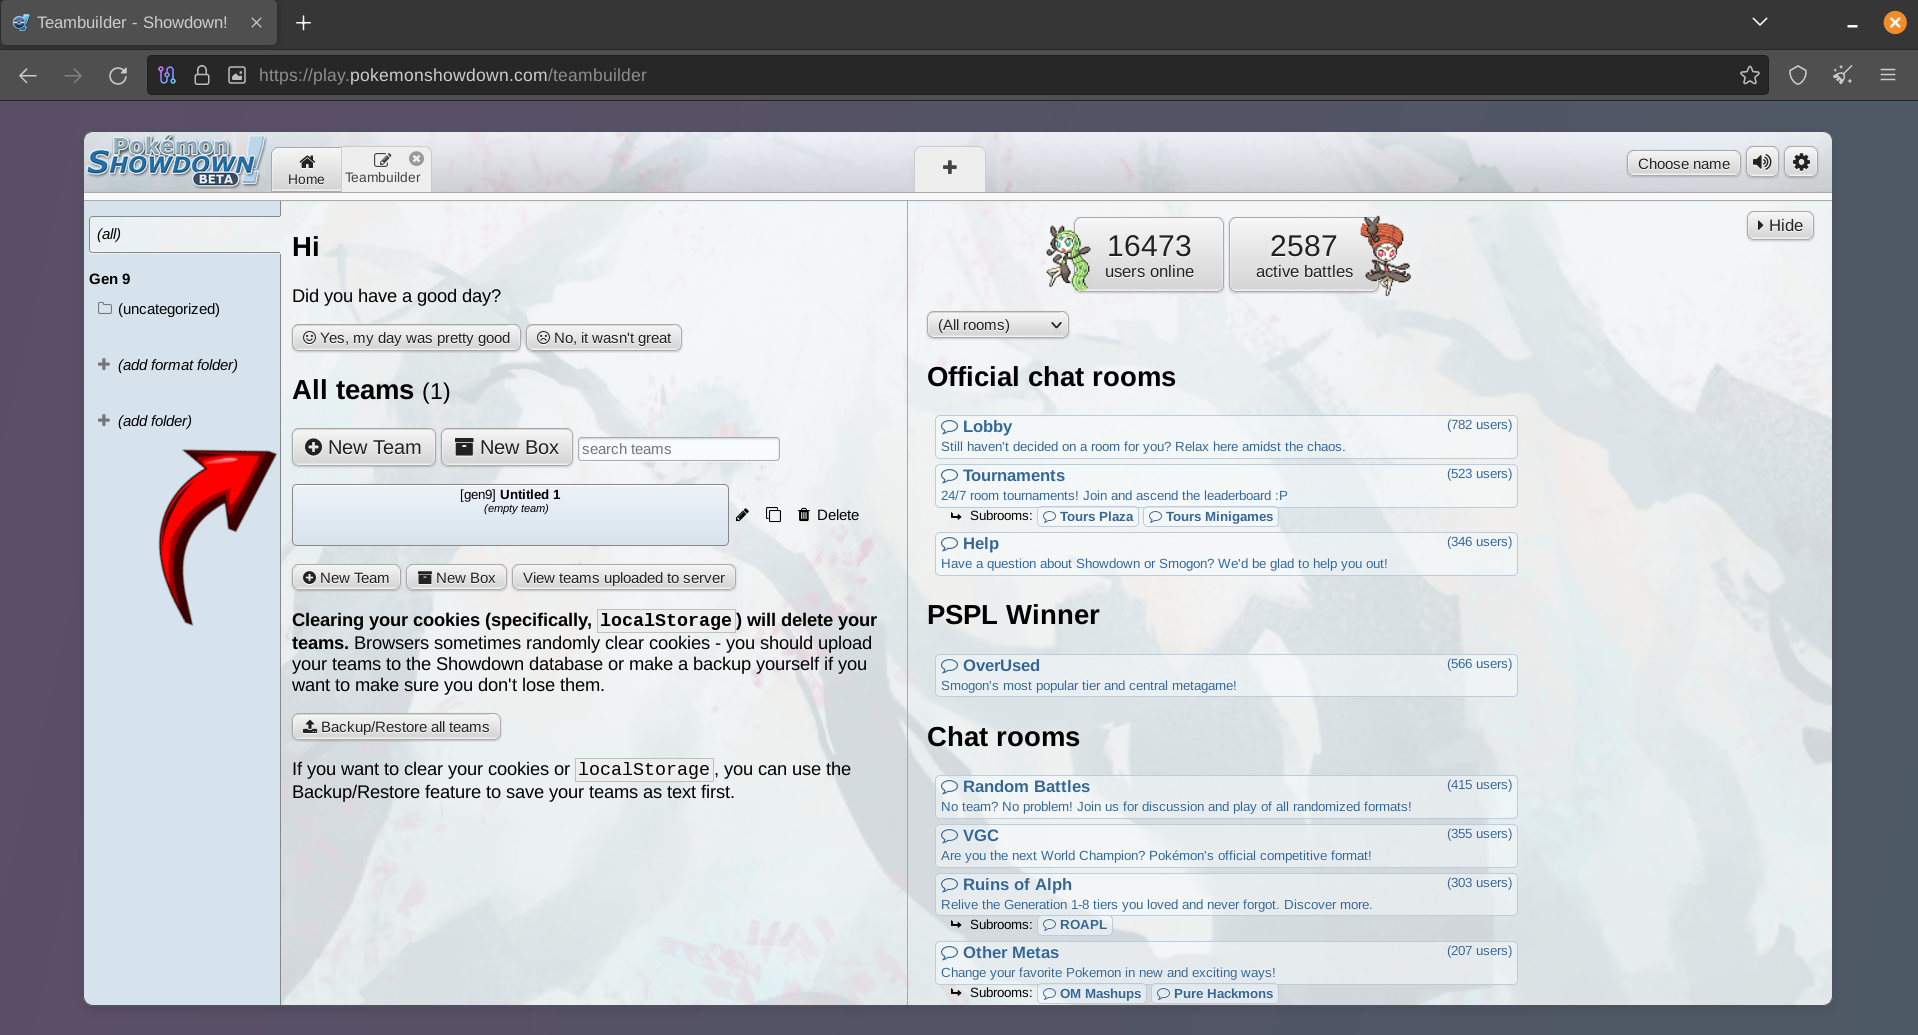 Teambuilder - Showdown!
https://play.pokemonshowdown.com/teambuilder
Pokémon
SHOWDOWN!
BETA
Home
Teambuilder
Choose name
(all)
Gen 9
(uncategorized)
(add format folder)
(add folder)
Hi
Did you have a good day?
Yes, my day was pretty good
No, it wasn't great
All teams (1)
New Team
New Box
search teams
[gen9] Untitled 1
(empty team)
Delete
New Team
New Box
View teams uploaded to server
Clearing your cookies (specifically, localStorage) will delete your
teams. Browsers sometimes randomly clear cookies - you should upload
your teams to the Showdown database or make a backup yourself if you
want to make sure you don't lose them.
Backup/Restore all teams
If you want to clear your cookies or localStorage, you can use the
Backup/Restore feature to save your teams as text first.
16473
users online
2587
active battles
Hide
(All rooms)
Official chat rooms
Lobby (782 users)
Still haven't decided on a room for you? Relax here amidst the chaos.
Tournaments (523 users)
24/7 room tournaments! Join and ascend the leaderboard :P
Subrooms: Tours Plaza Tours Minigames
Help (346 users)
Have a question about Showdown or Smogon? We'd be glad to help you out!
PSPL Winner
OverUsed (566 users)
Smogon's most popular tier and central metagame!
Chat rooms
Random Battles (415 users)
No team? No problem! Join us for discussion and play of all randomized formats!
VGC (355 users)
Are you the next World Champion? Pokémon's official competitive format!
Ruins of Alph (303 users)
Relive the Generation 1-8 tiers you loved and never forgot. Discover more.
Subrooms: ROAPL
Other Metas (207 users)
Change your favorite Pokemon in new and exciting ways!
Subrooms: OM Mashups Pure Hackmons